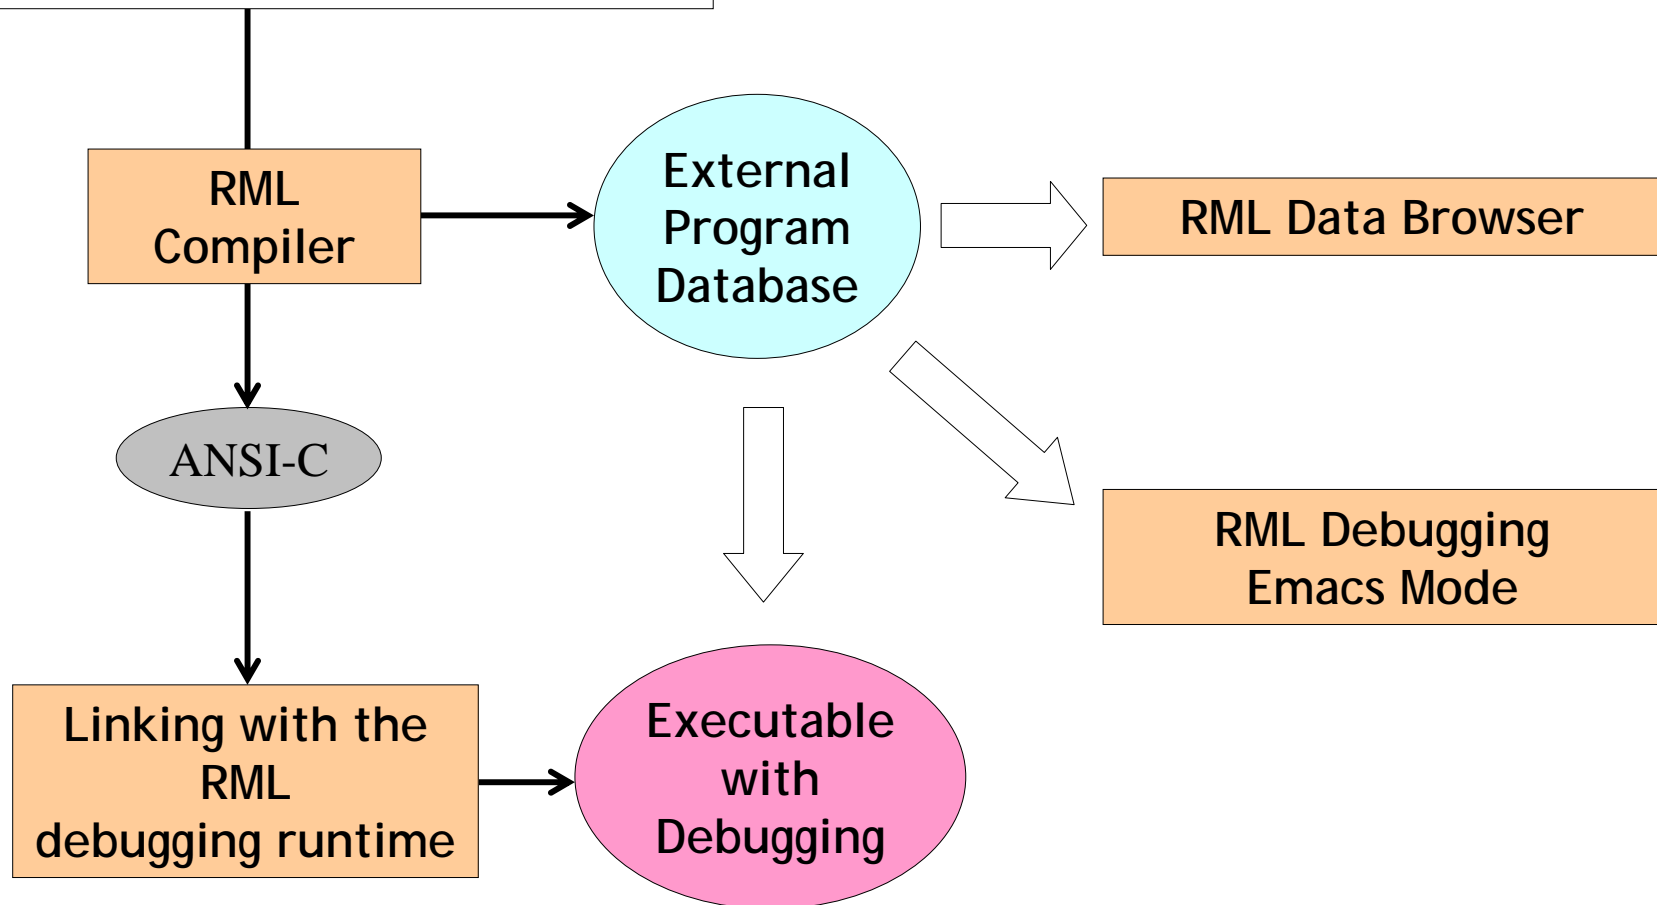 RML
Compiler
External
Program
Database
RML Data Browser
ANSI-C
RML Debugging
Emacs Mode
Linking with the
RML
debugging runtime
Executable
with
Debugging